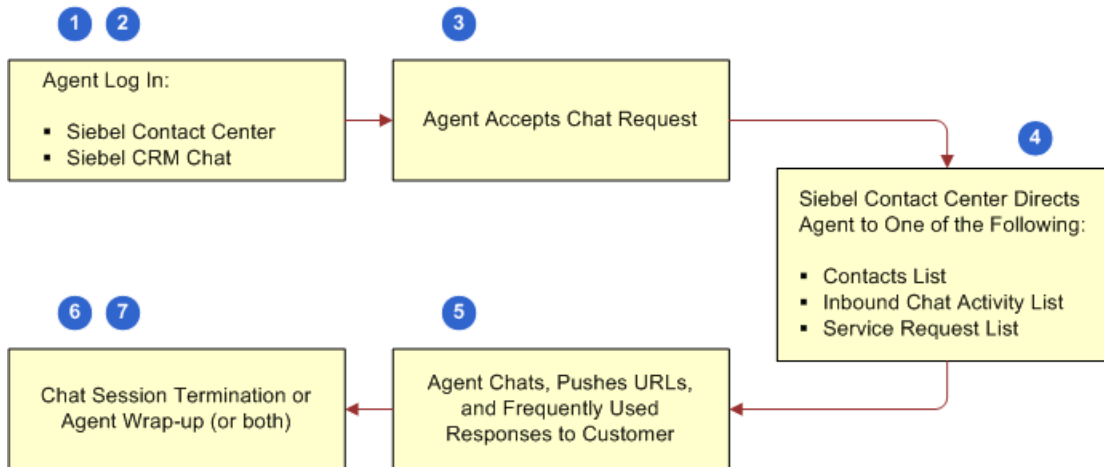 1 2
Agent Log In:
▪ Siebel Contact Center
▪ Siebel CRM Chat
3
Agent Accepts Chat Request
4
Siebel Contact Center Directs
Agent to One of the Following:
▪ Contacts List
▪ Inbound Chat Activity List
▪ Service Request List
5
Agent Chats, Pushes URLs,
and Frequently Used
Responses to Customer
6 7
Chat Session Termination or
Agent Wrap-up (or both)